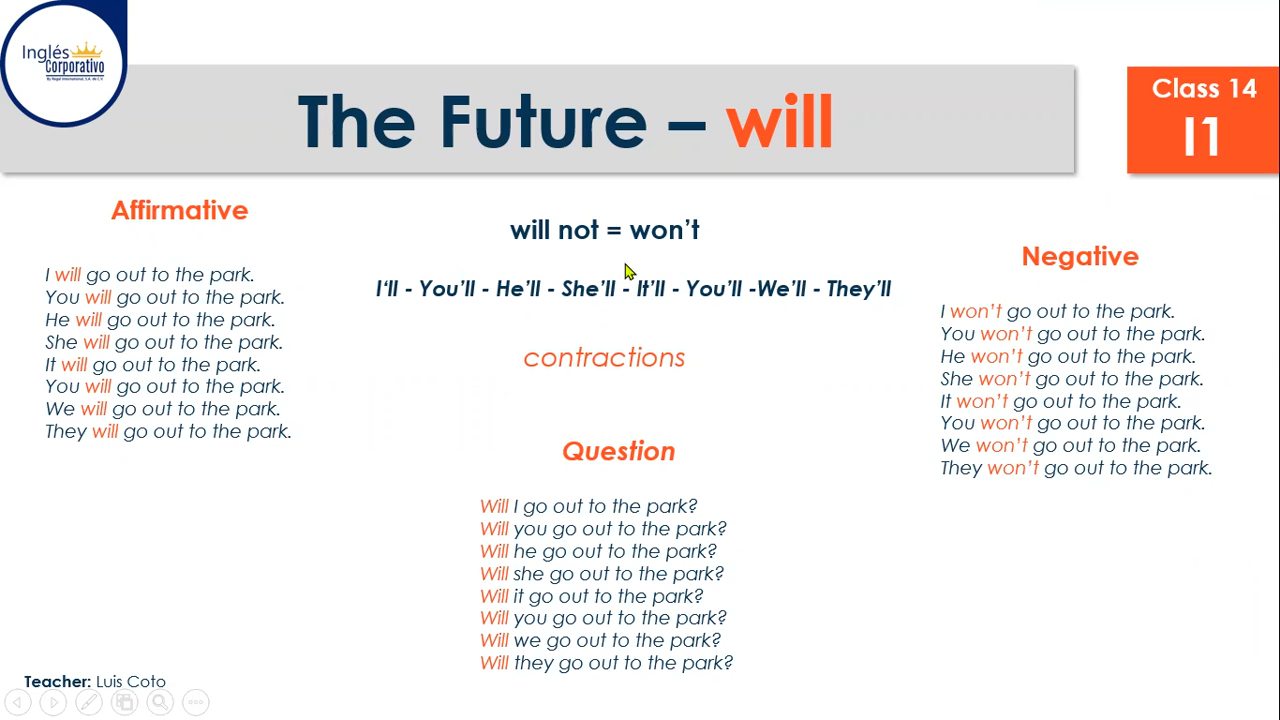 Inglés
Corporativo
By Regal International, S.A. de C.V.
The Future – will
Class 14
I1
Affirmative
I will go out to the park.
You will go out to the park.
He will go out to the park.
She will go out to the park.
It will go out to the park.
You will go out to the park.
We will go out to the park.
They will go out to the park.
will not = won’t
I‘ll - You’ll - He’ll - She’ll - It’ll - You’ll -We’ll - They’ll
contractions
Question
Will I go out to the park?
Will you go out to the park?
Will he go out to the park?
Will she go out to the park?
Will it go out to the park?
Will you go out to the park?
Will we go out to the park?
Will they go out to the park?
Negative
I won’t go out to the park.
You won’t go out to the park.
He won’t go out to the park.
She won’t go out to the park.
It won’t go out to the park.
You won’t go out to the park.
We won’t go out to the park.
They won’t go out to the park.
Teacher: Luis Coto